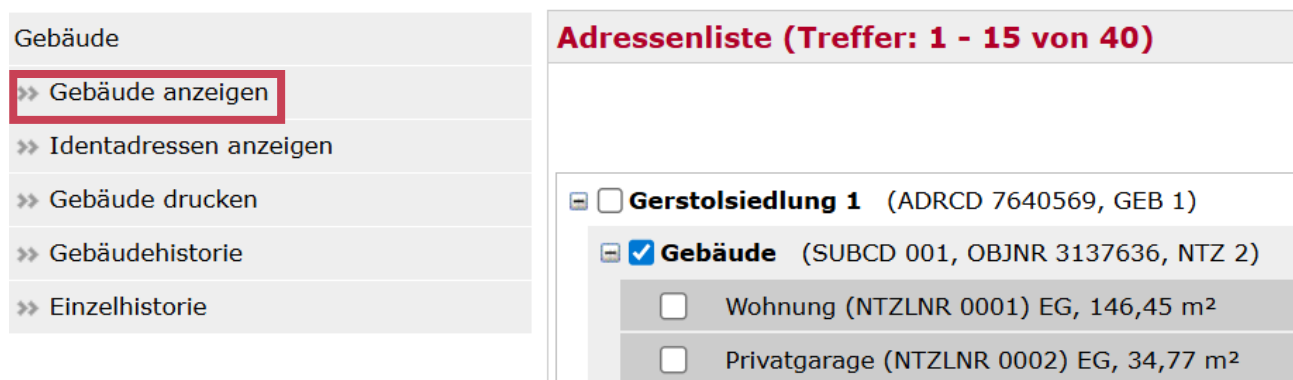 Gebäude
Gebäude anzeigen
Identadressen anzeigen
Gebäude drucken
Gebäudehistorie
Einzelhistorie
Adressenliste (Treffer: 1 - 15 von 40)
Gerstolsiedlung 1 (ADRCD 7640569, GEB 1)
Gebäude (SUBCD 001, OBJNR 3137636, NTZ 2)
Wohnung (NTZLNR 0001) EG, 146,45 m²
Privatgarage (NTZLNR 0002) EG, 34,77 m²